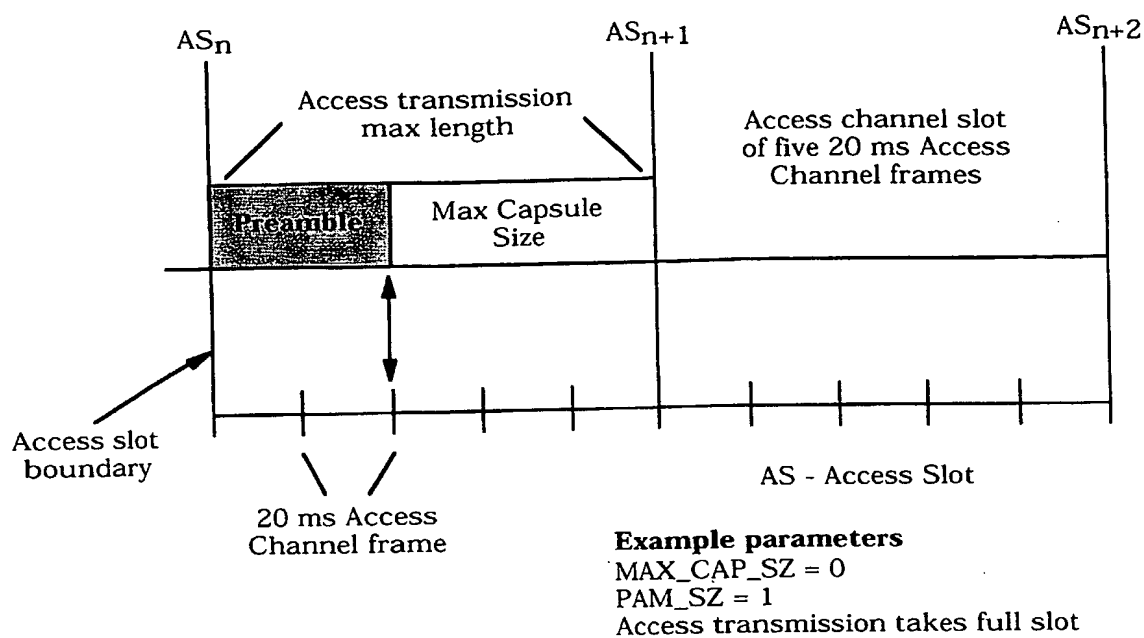 ASn
ASn+1
ASn+2
Access transmission
max length
Access channel slot
of five 20 ms Access
Channel frames
Preamble
Max Capsule
Size
Access slot
boundary
20 ms Access
Channel frame
AS - Access Slot
Example parameters
MAX_CAP_SZ = 0
PAM_SZ = 1
Access transmission takes full slot